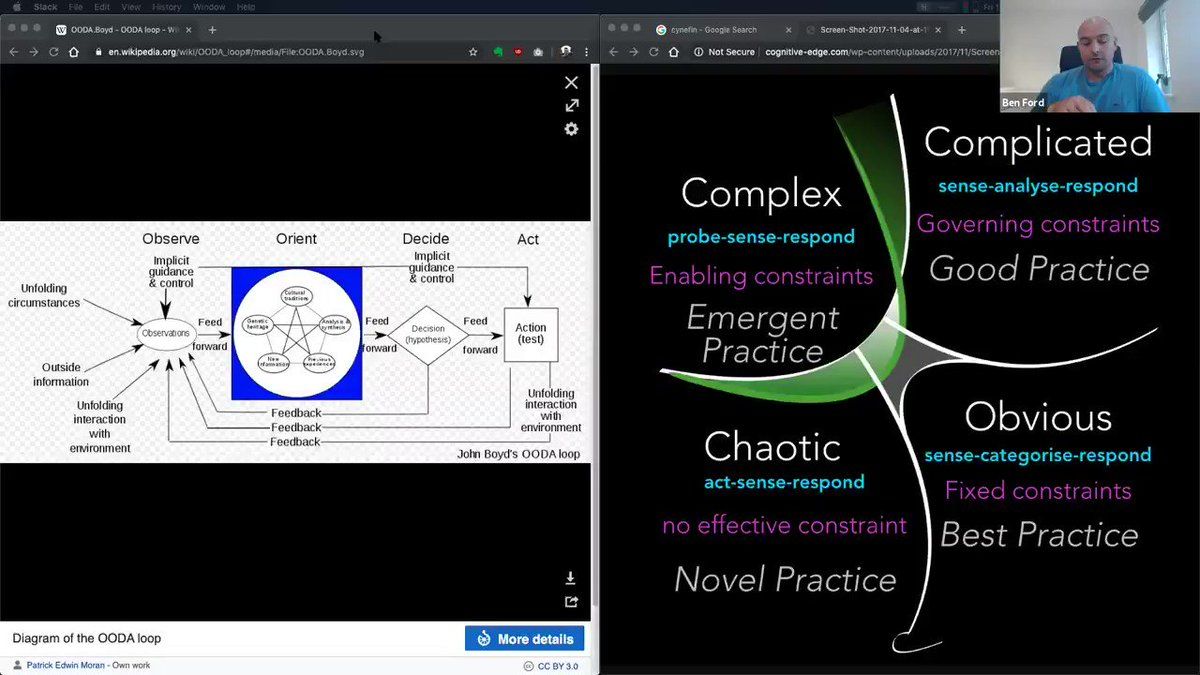 Slack File Edit View History Window Help
OODA.Boyd - OODA loop - Wi
en.wikipedia.org/wiki/OODA_loop#/media/File:OODA.Boyd.svg
Observe Orient Decide Act
Implicit
guidance
& control
Implicit
guidance
& control
Unfolding
circumstances
Observations
Feed
forward
Cultural
traditions
Genetic
heritage
Analysis &
synthesis
New
information
Previous
experiences
Feed
forward
Decision
(hypothesis)
Feed
forward
Action
(test)
Outside
information
Unfolding
interaction
with
environment
Unfolding
interaction
with
environment
Feedback
Feedback
Feedback
John Boyd's OODA loop
Diagram of the OODA loop
More details
Patrick Edwin Moran - Own work
CC BY 3.0
cynefin - Google Search
Screen-Shot-2017-11-04-at-1
Not Secure cognitive-edge.com/wp-content/uploads/2017/11/Screen
Ben Ford
Complex
probe-sense-respond
Enabling constraints
Emergent
Practice
Complicated
sense-analyse-respond
Governing constraints
Good Practice
Chaotic
act-sense-respond
no effective constraint
Novel Practice
Obvious
sense-categorise-respond
Fixed constraints
Best Practice